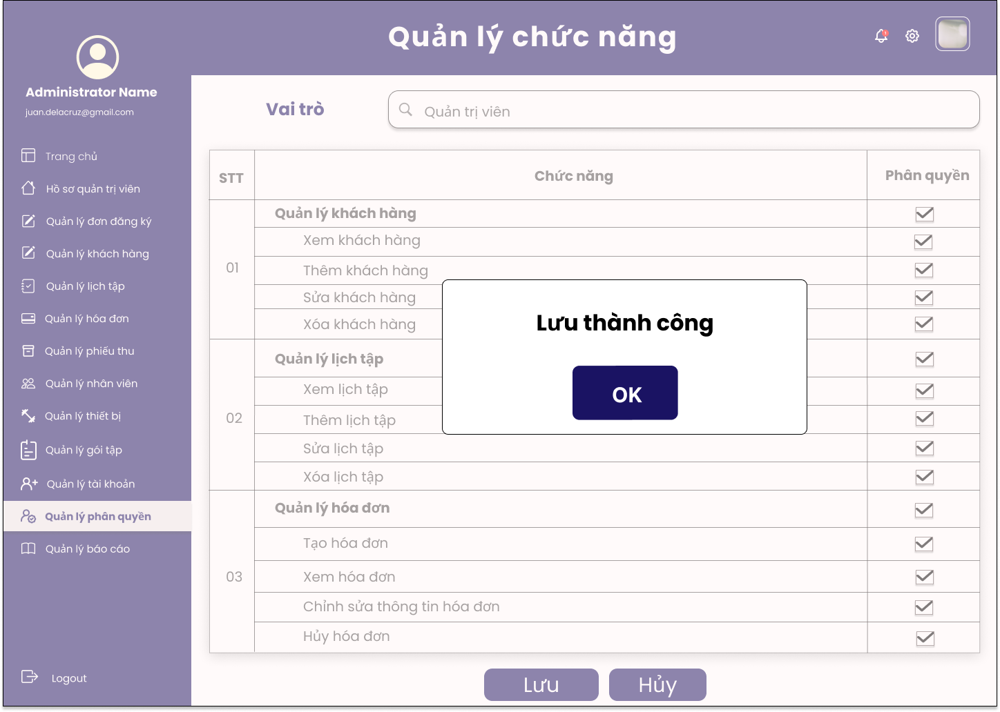 Quản lý chức năng
1
Administrator Name
juan.delacruz@gmail.com
Trang chủ
Hồ sơ quản trị viên
Quản lý đơn đăng ký
Quản lý khách hàng
Quản lý lịch tập
Quản lý hóa đơn
Quản lý phiếu thu
Quản lý nhân viên
Quản lý thiết bị
Quản lý gói tập
Quản lý tài khoản
Quản lý phân quyền
Quản lý báo cáo
Logout
Vai trò
Quản trị viên
STT
Chức năng
Phân quyền
01
Quản lý khách hàng
Xem khách hàng
Thêm khách hàng
Sửa khách hàng
Xóa khách hàng
02
Quản lý lịch tập
Xem lịch tập
Thêm lịch tập
Sửa lịch tập
Xóa lịch tập
03
Quản lý hóa đơn
Tạo hóa đơn
Xem hóa đơn
Chỉnh sửa thông tin hóa đơn
Hủy hóa đơn
Lưu thành công
OK
Lưu
Hủy